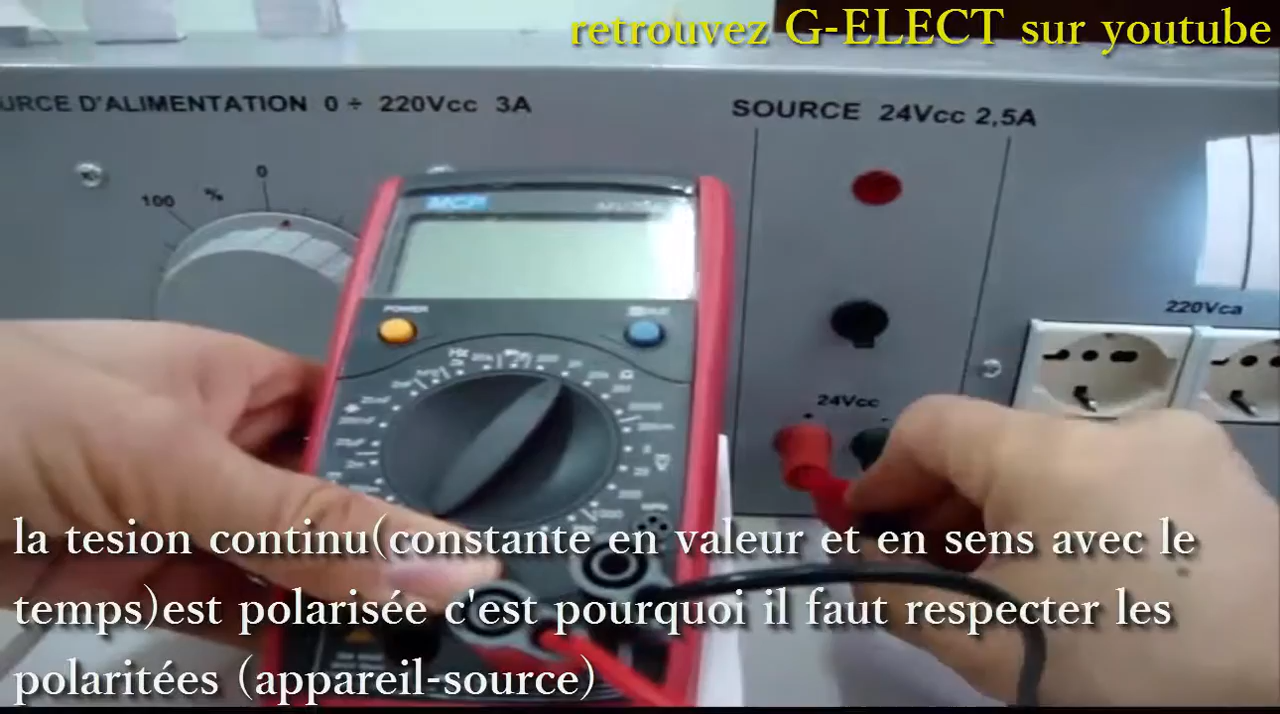 retrouvez G-ELECT sur youtube
URCE D'ALIMENTATION 0 ÷ 220Vcc 3A
SOURCE 24Vcc 2,5A
100 % 0
MCP
POWER
220Vca
24Vcc
la tesion continu(constante en valeur et en sens avec le
temps)est polarisée c'est pourquoi il faut respecter les
polaritées (appareil-source)